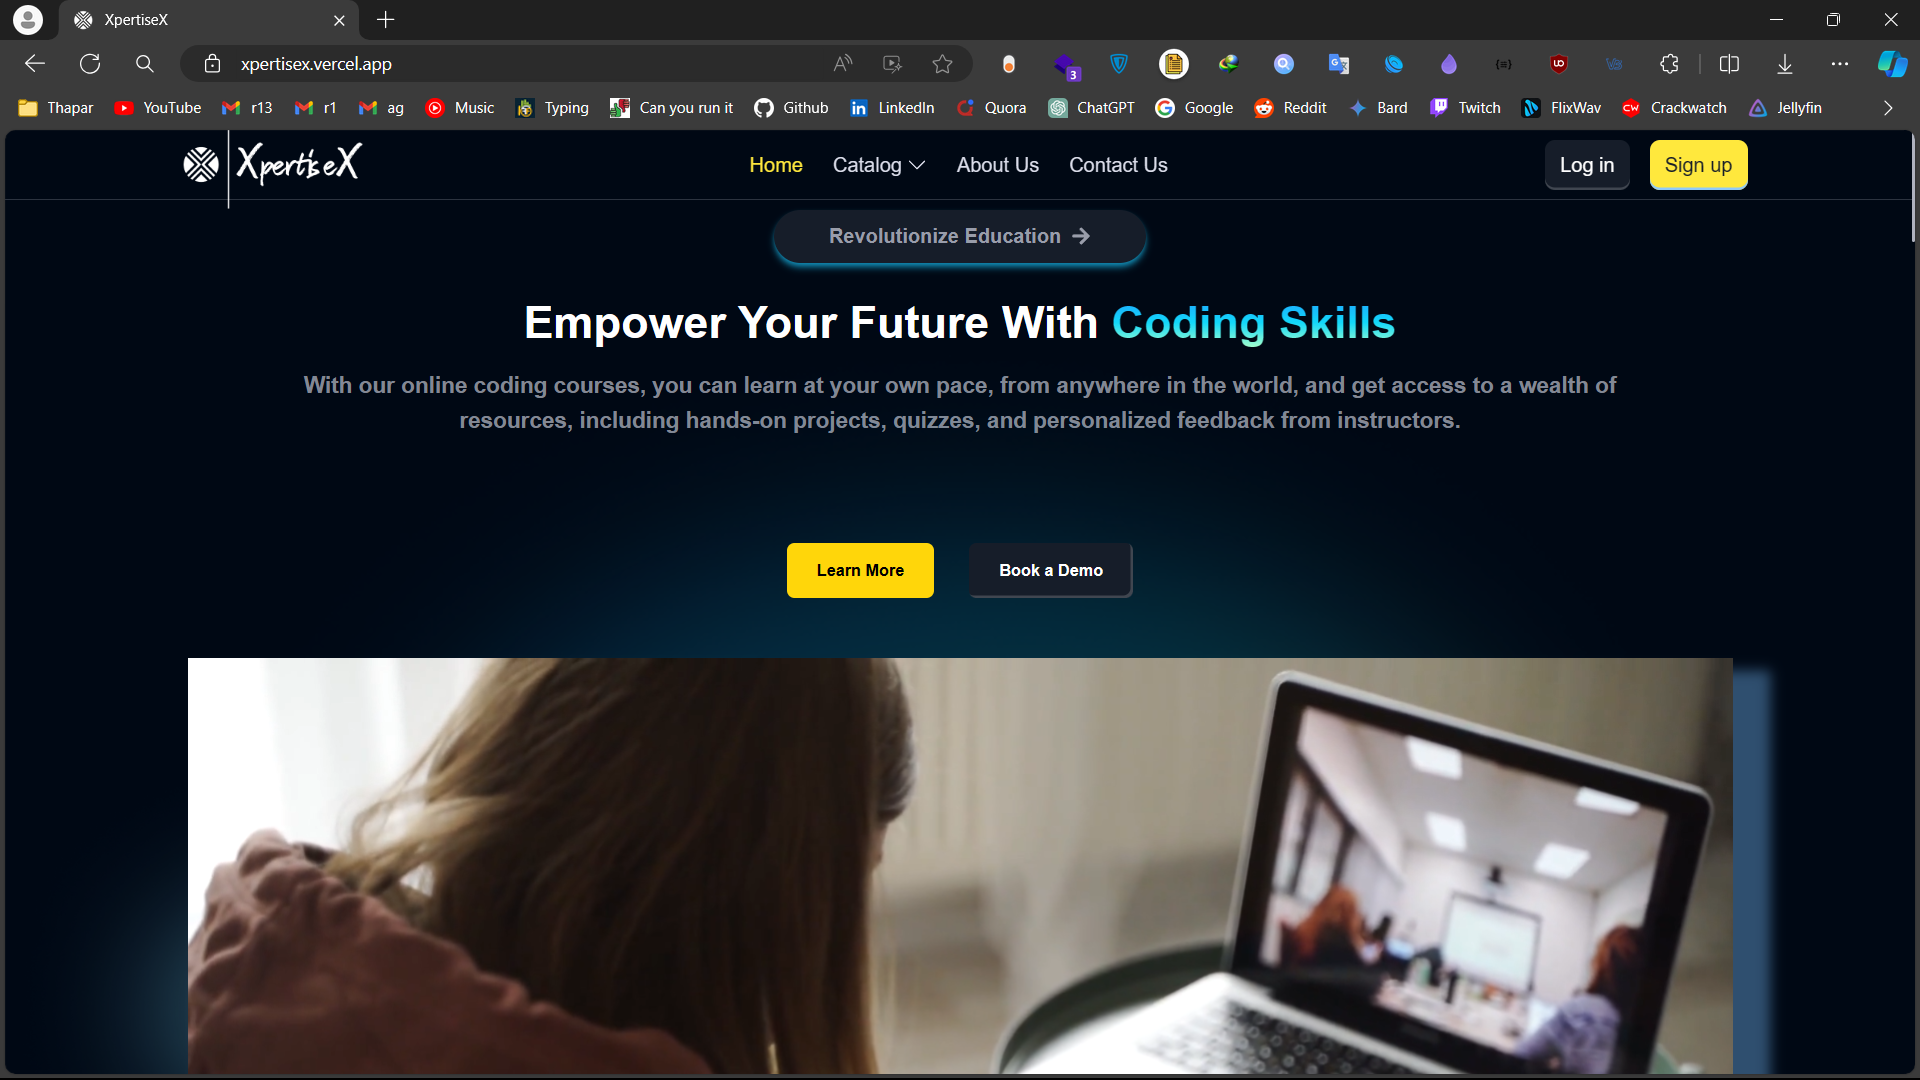 XpertiseX
xpertisex.vercel.app
3
Thapar YouTube r13 r1 ag Music Typing Can you run it Github LinkedIn Quora ChatGPT Google Reddit Bard Twitch FlixWav Crackwatch Jellyfin
XpertiseX Home Catalog About Us Contact Us Log in Sign up
Revolutionize Education →
Empower Your Future With Coding Skills
With our online coding courses, you can learn at your own pace, from anywhere in the world, and get access to a wealth of
resources, including hands-on projects, quizzes, and personalized feedback from instructors.
Learn More Book a Demo